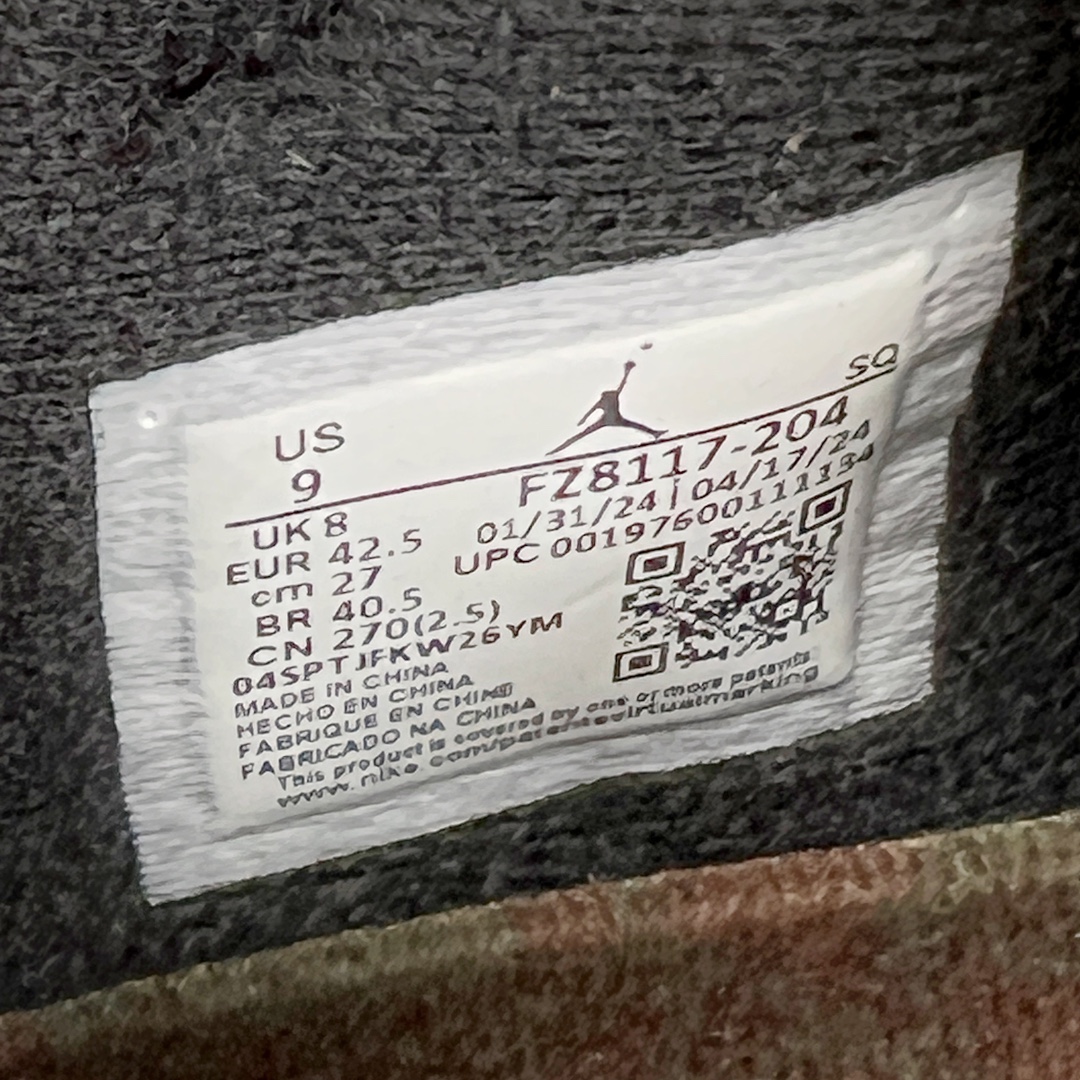 SQ
US
9
FZ8117-204
UK 8
01/31/24 | 04/17/24
EUR 42.5
UPC 00197600111134
cm 27
BR 40.5
CN 270(2.5)
04SPTJFKW26YM
MADE IN CHINA
HECHO EN CHINA
FABRIQUE EN CHINE
FABRICADO NA CHINA
This product is covered by one or more patents
www.nike.com/patentsvirtualmarking